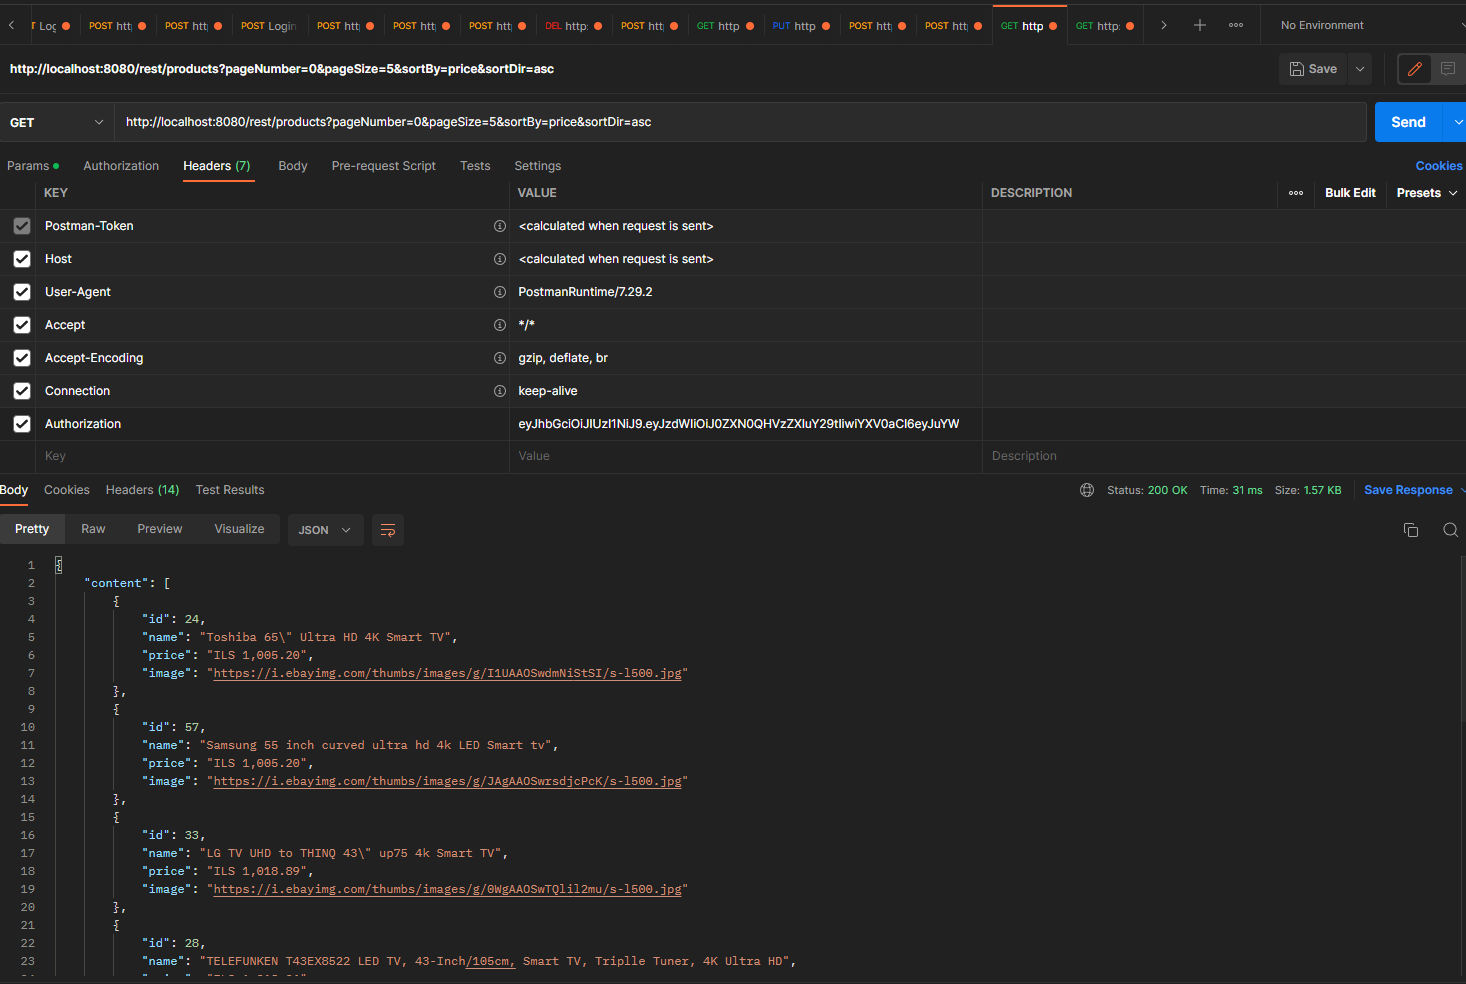 Log POST htt POST htt POST Login POST htt POST htt POST htt DEL http: POST htt GET http PUT http POST htt POST htt GET http GET http: No Environment
http://localhost:8080/rest/products?pageNumber=0&pageSize=5&sortBy=price&sortDir=asc Save
GET http://localhost:8080/rest/products?pageNumber=0&pageSize=5&sortBy=price&sortDir=asc Send
Params Authorization Headers (7) Body Pre-request Script Tests Settings Cookies
KEY VALUE DESCRIPTION Bulk Edit Presets
Postman-Token <calculated when request is sent>
Host <calculated when request is sent>
User-Agent PostmanRuntime/7.29.2
Accept */*
Accept-Encoding gzip, deflate, br
Connection keep-alive
Authorization eyJhbGciOiJIUzI1NiJ9.eyJzdWIiOiJ0ZXN0QHVzZXIuY29tIiwiYXV0aCI6eyJuYW
Key Value Description
Body Cookies Headers (14) Test Results Status: 200 OK Time: 31 ms Size: 1.57 KB Save Response
Pretty Raw Preview Visualize JSON
1 {
2 "content": [
3 {
4 "id": 24,
5 "name": "Toshiba 65\" Ultra HD 4K Smart TV",
6 "price": "ILS 1,005.20",
7 "image": "https://i.ebayimg.com/thumbs/images/g/I1UAAOSwdmNiStSI/s-l500.jpg"
8 },
9 {
10 "id": 57,
11 "name": "Samsung 55 inch curved ultra hd 4k LED Smart tv",
12 "price": "ILS 1,005.20",
13 "image": "https://i.ebayimg.com/thumbs/images/g/JAgAAOSwrsdjcPcK/s-l500.jpg"
14 },
15 {
16 "id": 33,
17 "name": "LG TV UHD to THINQ 43\" up75 4k Smart TV",
18 "price": "ILS 1,018.89",
19 "image": "https://i.ebayimg.com/thumbs/images/g/0WgAAOSwTQlil2mu/s-l500.jpg"
20 },
21 {
22 "id": 28,
23 "name": "TELEFUNKEN T43EX8522 LED TV, 43-Inch/105cm, Smart TV, Triplle Tuner, 4K Ultra HD",